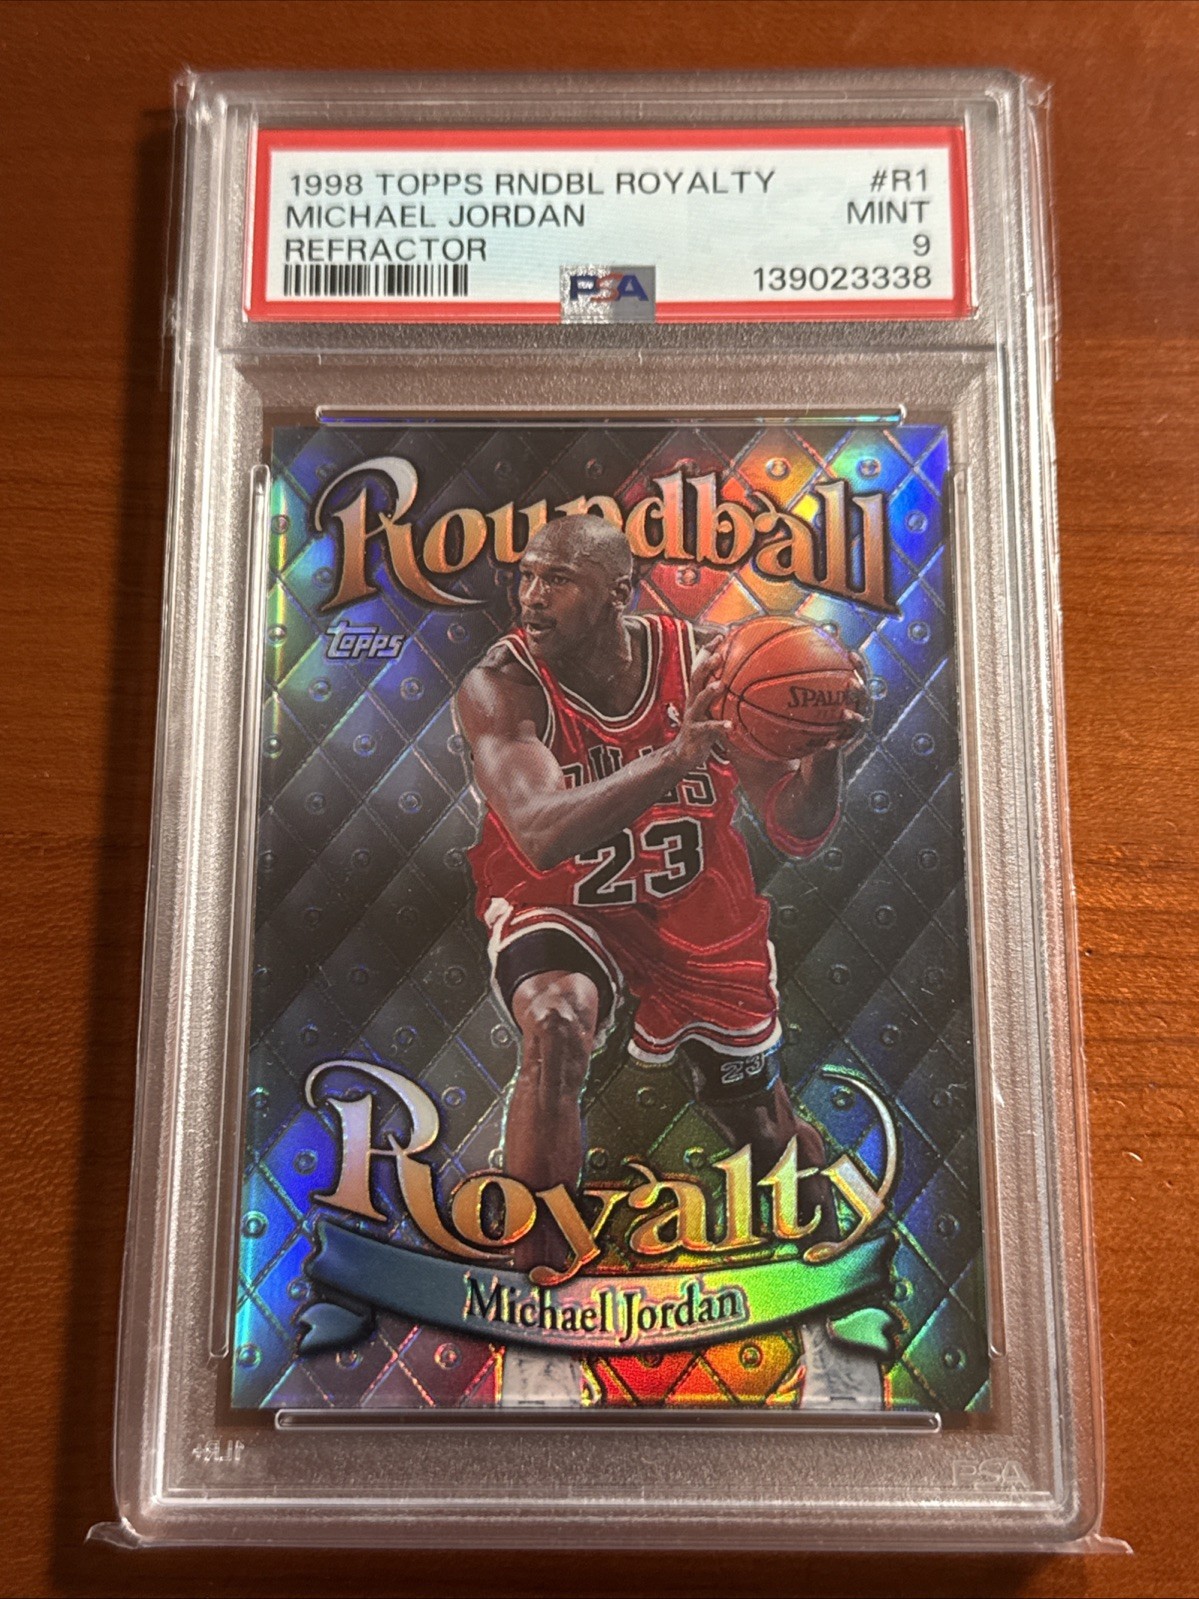 1998 TOPPS RNDBL ROYALTY #R1
MICHAEL JORDAN MINT
REFRACTOR 9
PSA 139023338
Roundball
TOPPS
SPALDING
BULLS
23
23
Royalty
Michael Jordan
PSA